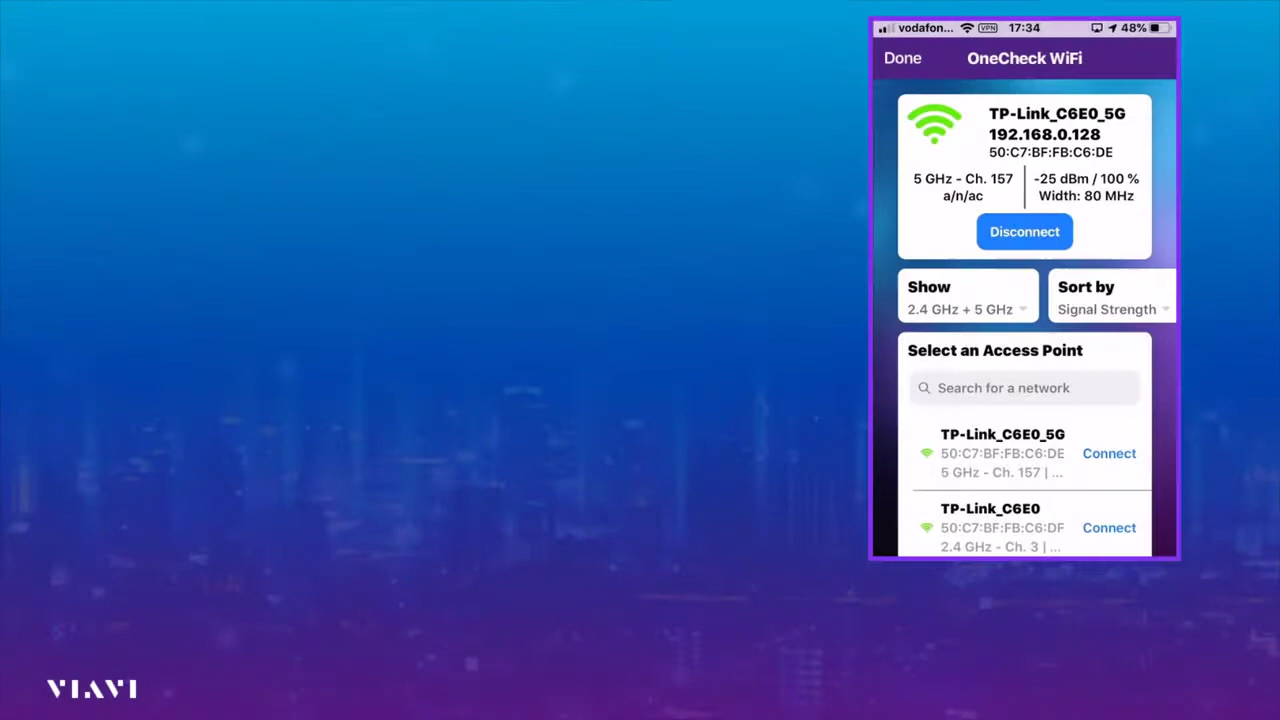 vodafon... VPN 17:34 48%
Done OneCheck WiFi
TP-Link_C6E0_5G
192.168.0.128
50:C7:BF:FB:C6:DE
5 GHz - Ch. 157 -25 dBm / 100 %
a/n/ac Width: 80 MHz
Disconnect
Show Sort by
2.4 GHz + 5 GHz Signal Strength
Select an Access Point
Search for a network
TP-Link_C6E0_5G
50:C7:BF:FB:C6:DE Connect
5 GHz - Ch. 157 | ...
TP-Link_C6E0
50:C7:BF:FB:C6:DF Connect
2.4 GHz - Ch. 3 | ...
VIAVI